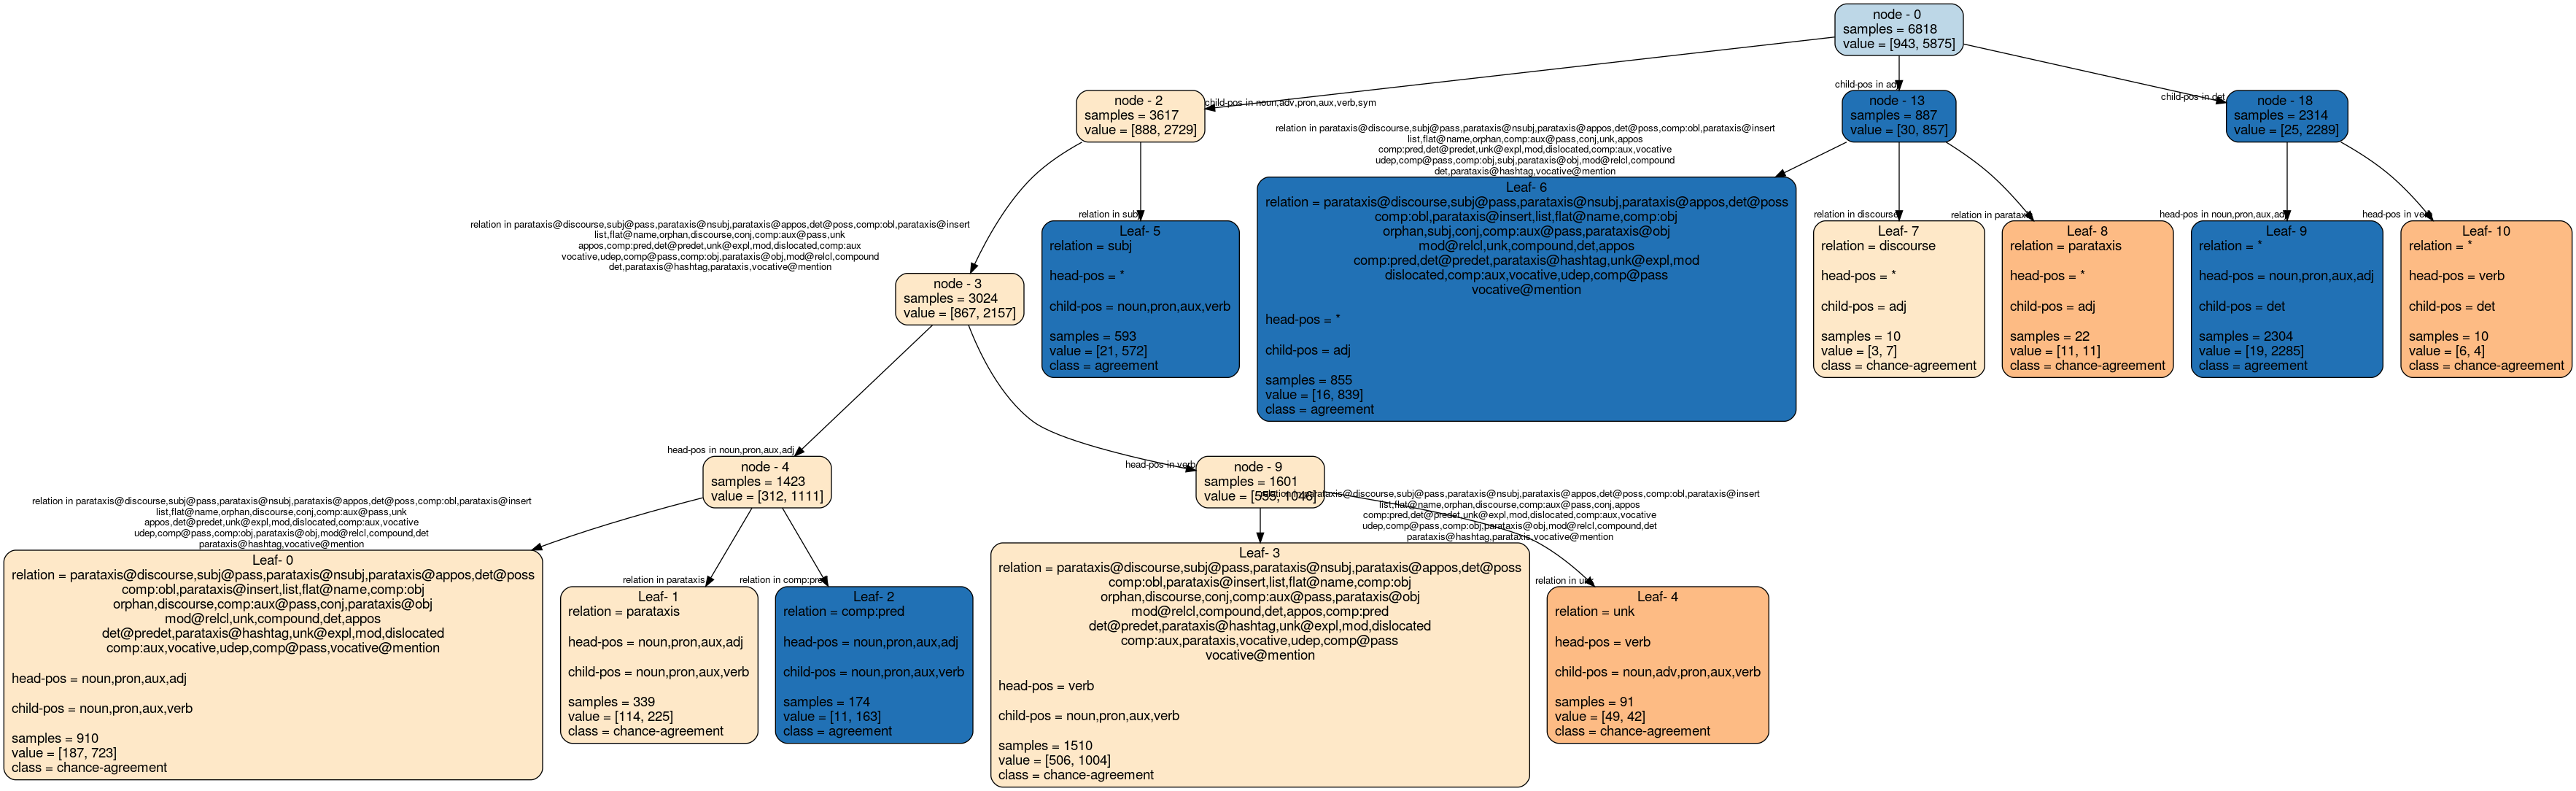 node - 0
samples = 6818
value = [943, 5875]
child-pos in noun,adv,pron,aux,verb,sym
child-pos in adj
child-pos in det
node - 2
samples = 3617
value = [888, 2729]
node - 13
samples = 887
value = [30, 857]
node - 18
samples = 2314
value = [25, 2289]
relation in parataxis@discourse,subj@pass,parataxis@nsubj,parataxis@appos,det@poss,comp:obl,parataxis@insert
list,flat@name,orphan,discourse,conj,comp:aux@pass,unk
appos,comp:pred,det@predet,unk@expl,mod,dislocated,comp:aux
vocative,udep,comp@pass,comp:obj,parataxis@obj,mod@relcl,compound
det,parataxis@hashtag,parataxis,vocative@mention
relation in subj
relation in parataxis@discourse,subj@pass,parataxis@nsubj,parataxis@appos,det@poss,comp:obl,parataxis@insert
list,flat@name,orphan,comp:aux@pass,conj,unk,appos
comp:pred,det@predet,unk@expl,mod,dislocated,comp:aux,vocative
udep,comp@pass,comp:obj,subj,parataxis@obj,mod@relcl,compound
det,parataxis@hashtag,vocative@mention
relation in discourse
relation in parataxis
head-pos in noun,pron,aux,adj
head-pos in verb
node - 3
samples = 3024
value = [867, 2157]
Leaf- 5
relation = subj
head-pos = *
child-pos = noun,pron,aux,verb
samples = 593
value = [21, 572]
class = agreement
Leaf- 6
relation = parataxis@discourse,subj@pass,parataxis@nsubj,parataxis@appos,det@poss
comp:obl,parataxis@insert,list,flat@name,comp:obj
orphan,subj,conj,comp:aux@pass,parataxis@obj
mod@relcl,unk,compound,det,appos
comp:pred,det@predet,parataxis@hashtag,unk@expl,mod
dislocated,comp:aux,vocative,udep,comp@pass
vocative@mention
head-pos = *
child-pos = adj
samples = 855
value = [16, 839]
class = agreement
Leaf- 7
relation = discourse
head-pos = *
child-pos = adj
samples = 10
value = [3, 7]
class = chance-agreement
Leaf- 8
relation = parataxis
head-pos = *
child-pos = adj
samples = 22
value = [11, 11]
class = chance-agreement
Leaf- 9
relation = *
head-pos = noun,pron,aux,adj
child-pos = det
samples = 2304
value = [19, 2285]
class = agreement
Leaf- 10
relation = *
head-pos = verb
child-pos = det
samples = 10
value = [6, 4]
class = chance-agreement
head-pos in noun,pron,aux,adj
head-pos in verb
node - 4
samples = 1423
value = [312, 1111]
node - 9
samples = 1601
value = [555, 1046]
relation in parataxis@discourse,subj@pass,parataxis@nsubj,parataxis@appos,det@poss,comp:obl,parataxis@insert
list,flat@name,orphan,discourse,conj,comp:aux@pass,unk
appos,det@predet,unk@expl,mod,dislocated,comp:aux,vocative
udep,comp@pass,comp:obj,parataxis@obj,mod@relcl,compound,det
parataxis@hashtag,vocative@mention
relation in parataxis
relation in comp:pred
relation in parataxis@discourse,subj@pass,parataxis@nsubj,parataxis@appos,det@poss,comp:obl,parataxis@insert
list,flat@name,orphan,discourse,comp:aux@pass,conj,appos
comp:pred,det@predet,unk@expl,mod,dislocated,comp:aux,vocative
udep,comp@pass,comp:obj,parataxis@obj,mod@relcl,compound,det
parataxis@hashtag,parataxis,vocative@mention
relation in unk
Leaf- 0
relation = parataxis@discourse,subj@pass,parataxis@nsubj,parataxis@appos,det@poss
comp:obl,parataxis@insert,list,flat@name,comp:obj
orphan,discourse,comp:aux@pass,conj,parataxis@obj
mod@relcl,unk,compound,det,appos
det@predet,parataxis@hashtag,unk@expl,mod,dislocated
comp:aux,vocative,udep,comp@pass,vocative@mention
head-pos = noun,pron,aux,adj
child-pos = noun,pron,aux,verb
samples = 910
value = [187, 723]
class = chance-agreement
Leaf- 1
relation = parataxis
head-pos = noun,pron,aux,adj
child-pos = noun,pron,aux,verb
samples = 339
value = [114, 225]
class = chance-agreement
Leaf- 2
relation = comp:pred
head-pos = noun,pron,aux,adj
child-pos = noun,pron,aux,verb
samples = 174
value = [11, 163]
class = agreement
Leaf- 3
relation = parataxis@discourse,subj@pass,parataxis@nsubj,parataxis@appos,det@poss
comp:obl,parataxis@insert,list,flat@name,comp:obj
orphan,discourse,conj,comp:aux@pass,parataxis@obj
mod@relcl,compound,det,appos,comp:pred
det@predet,parataxis@hashtag,unk@expl,mod,dislocated
comp:aux,parataxis,vocative,udep,comp@pass
vocative@mention
head-pos = verb
child-pos = noun,pron,aux,verb
samples = 1510
value = [506, 1004]
class = chance-agreement
Leaf- 4
relation = unk
head-pos = verb
child-pos = noun,adv,pron,aux,verb
samples = 91
value = [49, 42]
class = chance-agreement